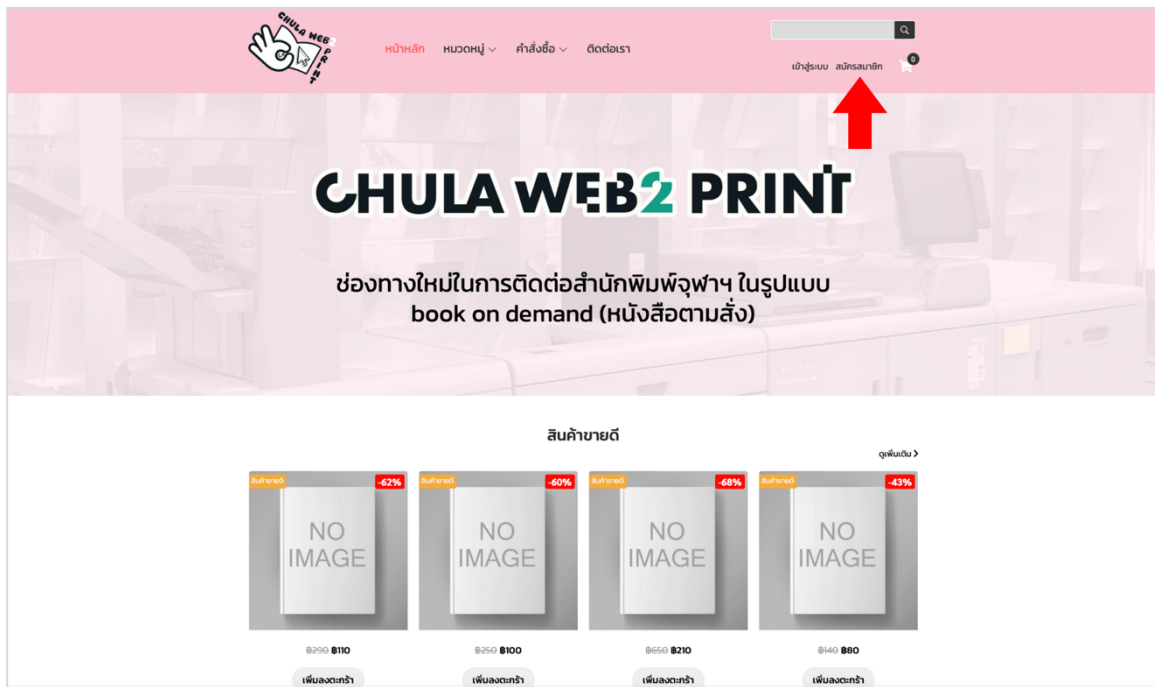 CHULA WEB2 PRINT
หน้าหลัก หมวดหมู่ คำสั่งซื้อ ติดต่อเรา
เข้าสู่ระบบ สมัครสมาชิก 0
CHULA WEB2 PRINT
ช่องทางใหม่ในการติดต่อสำนักพิมพ์จุฬาฯ ในรูปแบบ
book on demand (หนังสือตามสั่ง)
สินค้าขายดี
ดูเพิ่มเติม
สินค้าขายดี -62% สินค้าขายดี -60% สินค้าขายดี -68% สินค้าขายดี -43%
NO NO NO NO
IMAGE IMAGE IMAGE IMAGE
฿290 ฿110 ฿250 ฿100 ฿650 ฿210 ฿140 ฿80
เพิ่มลงตะกร้า เพิ่มลงตะกร้า เพิ่มลงตะกร้า เพิ่มลงตะกร้า